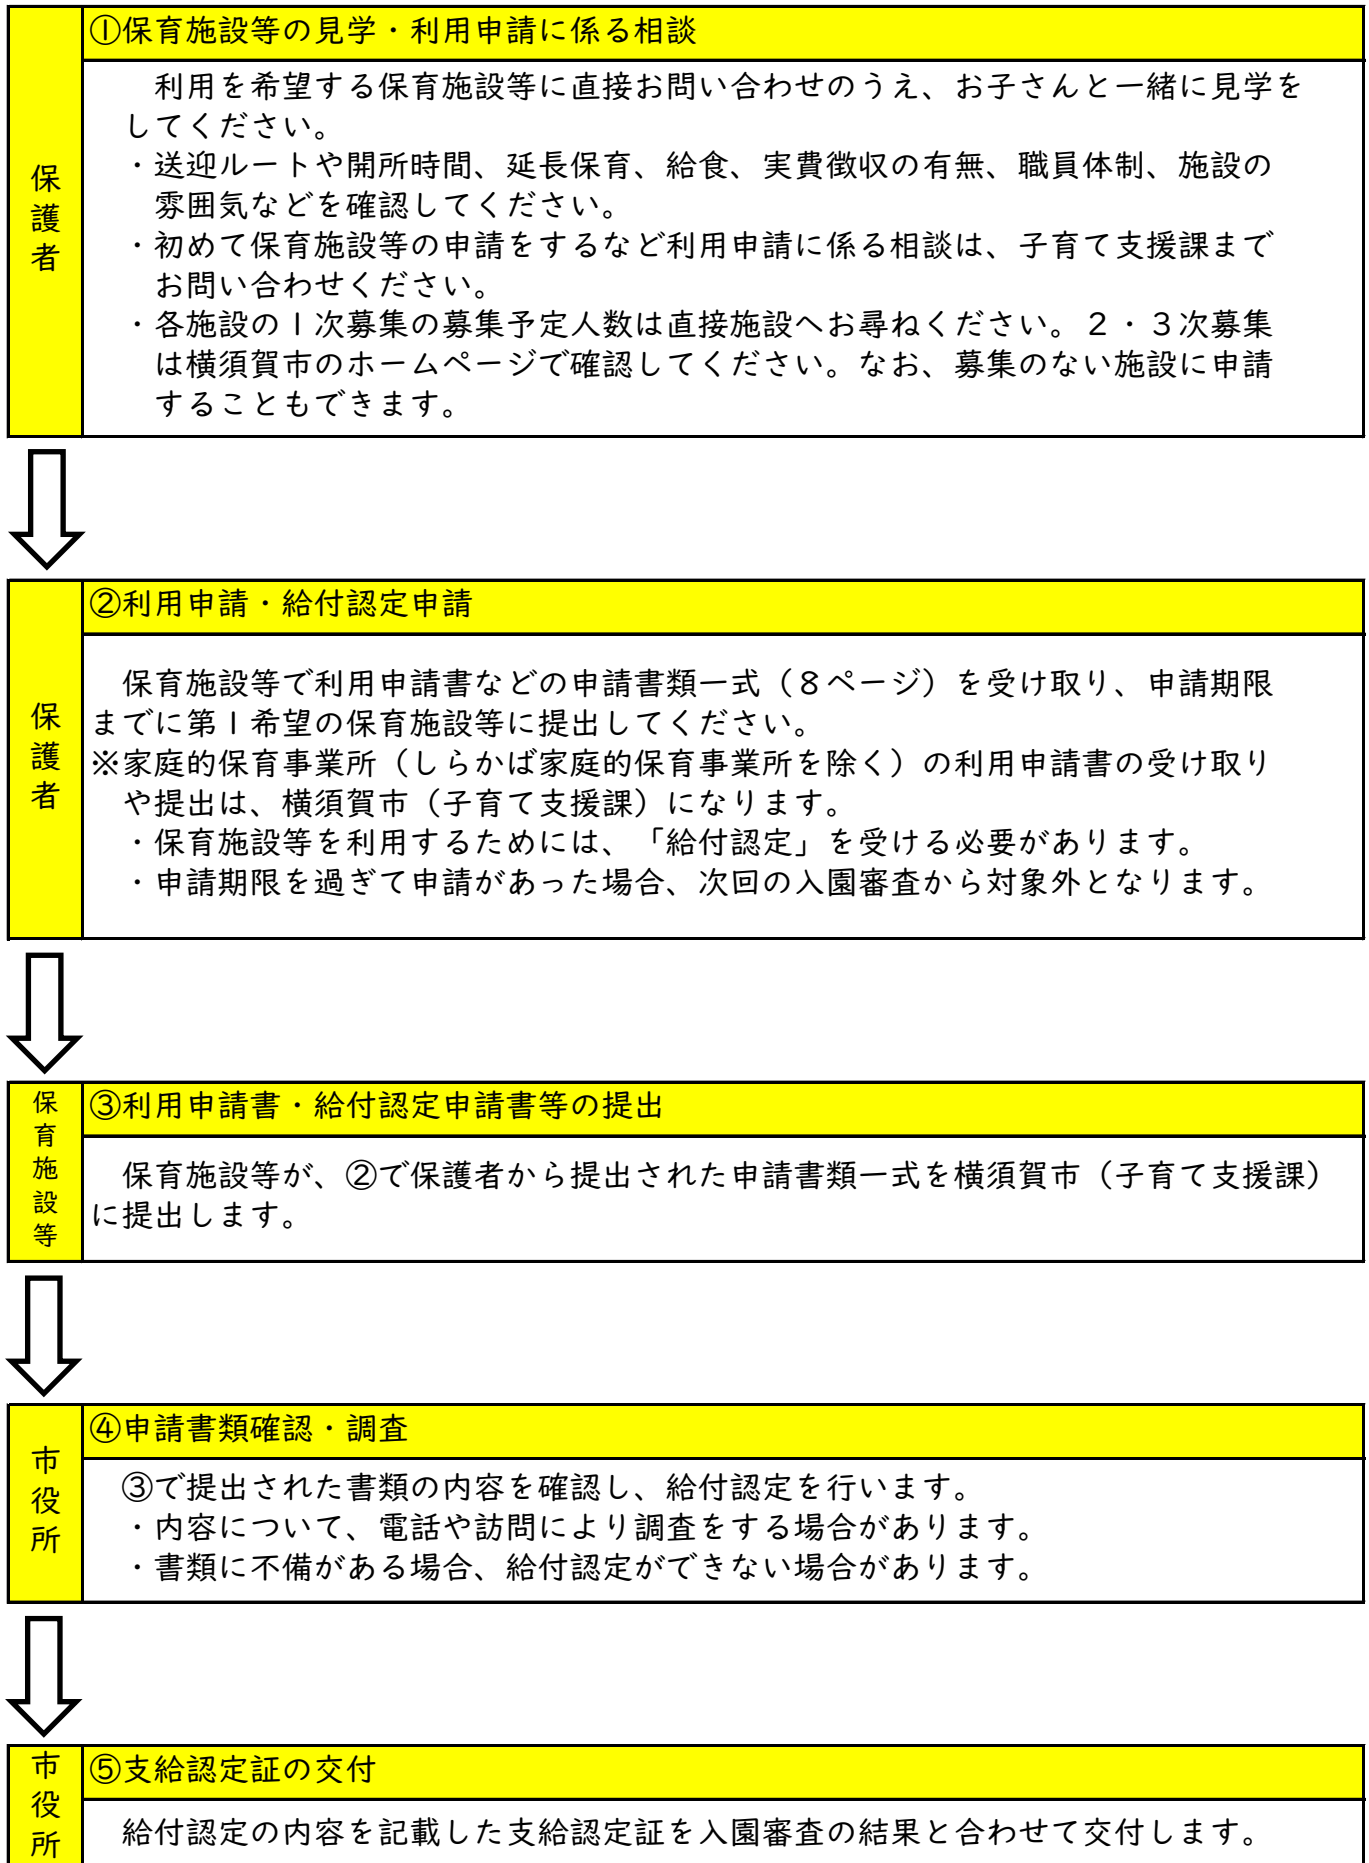 保護者
①保育施設等の見学・利用申請に係る相談
利用を希望する保育施設等に直接お問い合わせのうえ、お子さんと一緒に見学を
してください。
・送迎ルートや開所時間、延長保育、給食、実費徴収の有無、職員体制、施設の
雰囲気などを確認してください。
・初めて保育施設等の申請をするなど利用申請に係る相談は、子育て支援課まで
お問い合わせください。
・各施設の１次募集の募集予定人数は直接施設へお尋ねください。２・３次募集
は横須賀市のホームページで確認してください。なお、募集のない施設に申請
することもできます。
保護者
②利用申請・給付認定申請
保育施設等で利用申請書などの申請書類一式（８ページ）を受け取り、申請期限
までに第１希望の保育施設等に提出してください。
※家庭的保育事業所（しらかば家庭的保育事業所を除く）の利用申請書の受け取り
や提出は、横須賀市（子育て支援課）になります。
・保育施設等を利用するためには、「給付認定」を受ける必要があります。
・申請期限を過ぎて申請があった場合、次回の入園審査から対象外となります。
保育施設等
③利用申請書・給付認定申請書等の提出
保育施設等が、②で保護者から提出された申請書類一式を横須賀市（子育て支援課）
に提出します。
市役所
④申請書類確認・調査
③で提出された書類の内容を確認し、給付認定を行います。
・内容について、電話や訪問により調査をする場合があります。
・書類に不備がある場合、給付認定ができない場合があります。
市役所
⑤支給認定証の交付
給付認定の内容を記載した支給認定証を入園審査の結果と合わせて交付します。